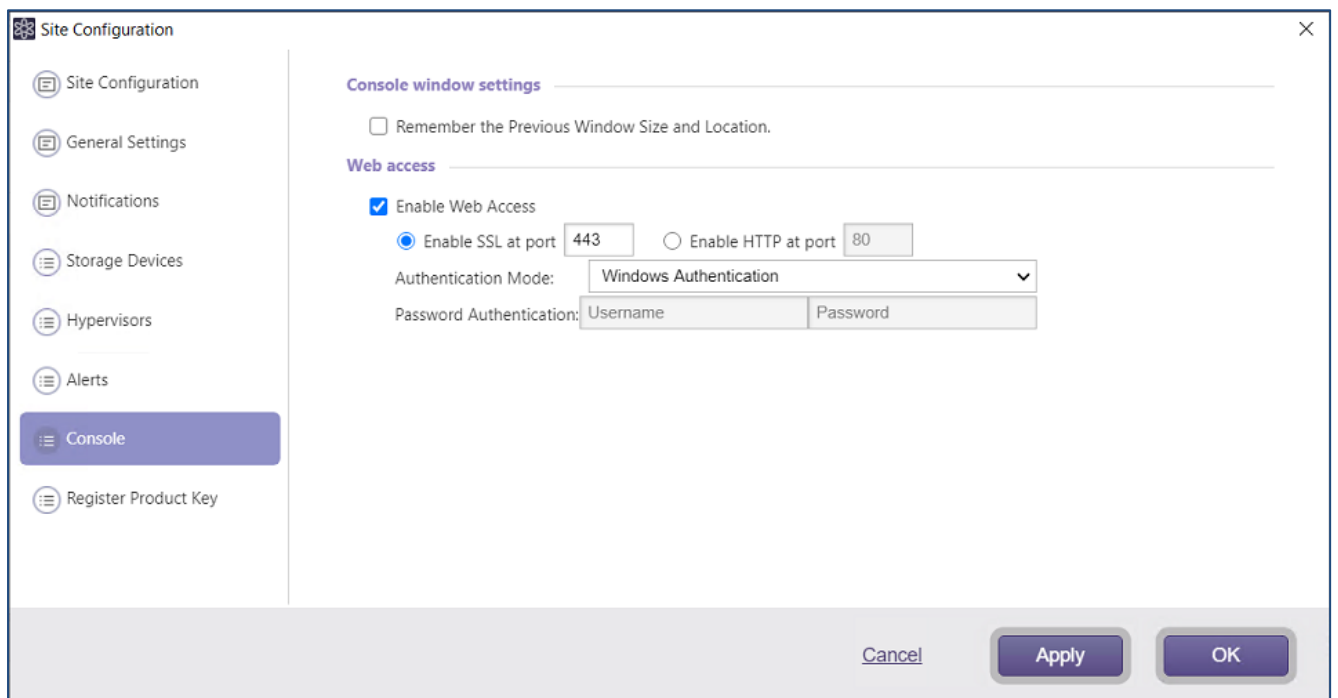 Site Configuration
Site Configuration
General Settings
Notifications
Storage Devices
Hypervisors
Alerts
Console
Register Product Key
Console window settings
Remember the Previous Window Size and Location.
Web access
Enable Web Access
Enable SSL at port 443 Enable HTTP at port 80
Authentication Mode: Windows Authentication
Password Authentication: Username Password
Cancel Apply OK